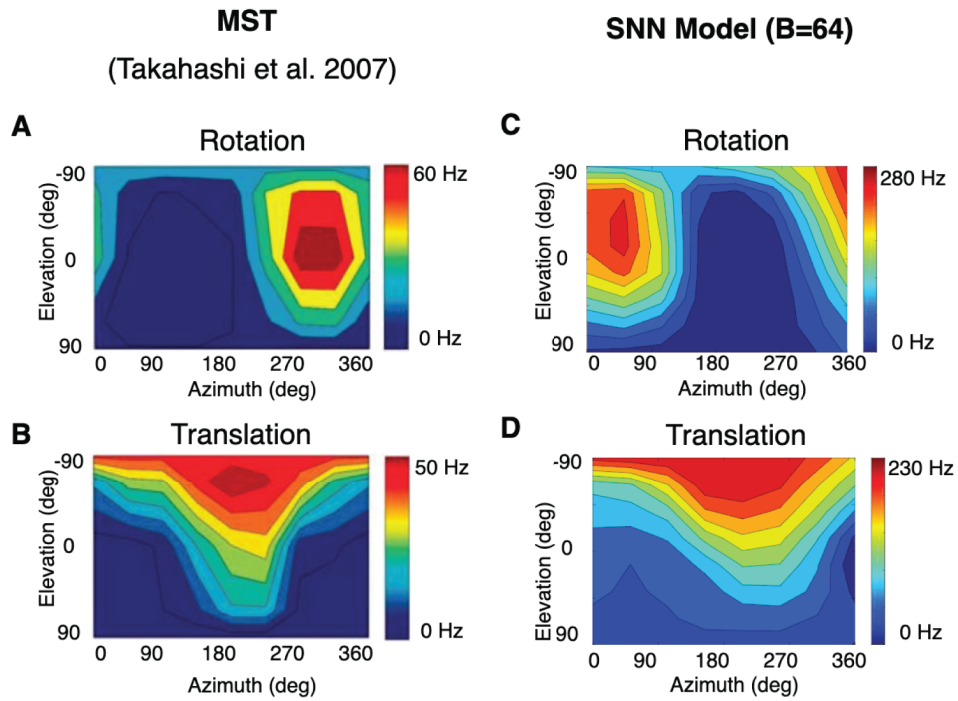 MST
(Takahashi et al. 2007)
SNN Model (B=64)
A
Rotation
-90
0
90
Elevation (deg)
0 90 180 270 360
Azimuth (deg)
60 Hz
0 Hz
C
Rotation
-90
0
90
Elevation (deg)
0 90 180 270 360
Azimuth (deg)
280 Hz
0 Hz
B
Translation
-90
0
90
Elevation (deg)
0 90 180 270 360
Azimuth (deg)
50 Hz
0 Hz
D
Translation
-90
0
90
Elevation (deg)
0 90 180 270 360
Azimuth (deg)
230 Hz
0 Hz